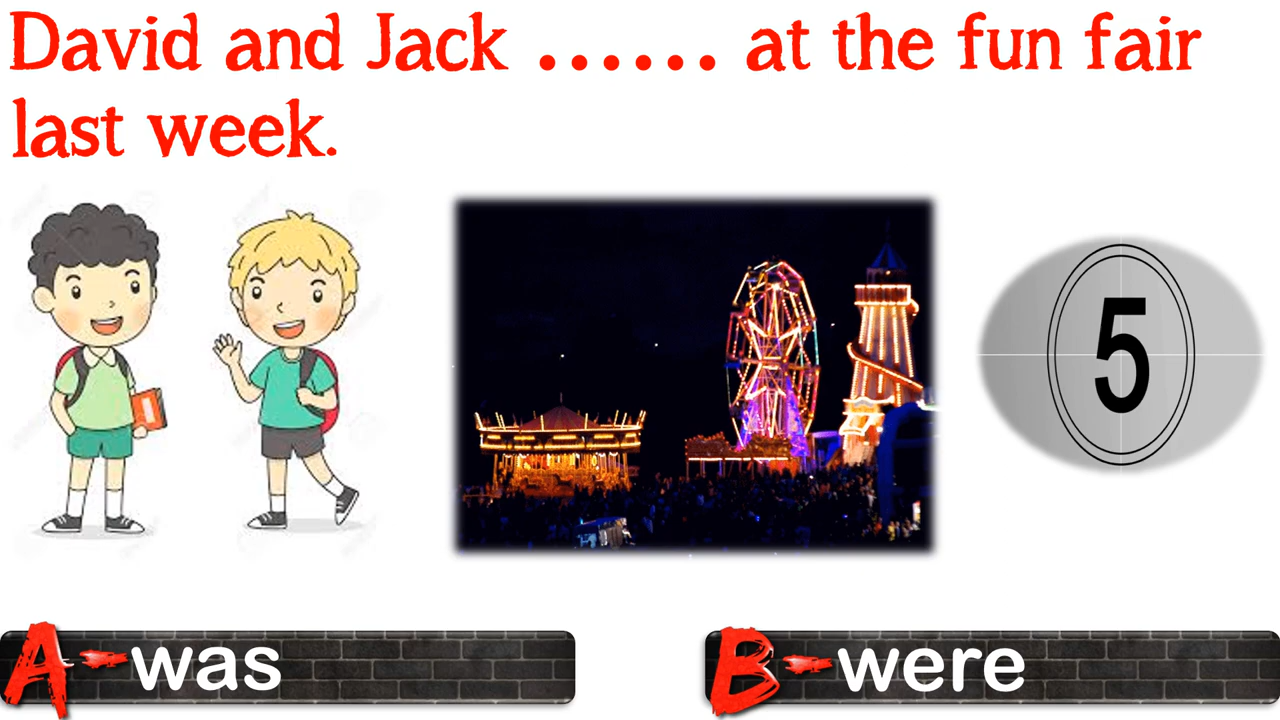 David and Jack ...... at the fun fair
last week.
5
A-was
B-were